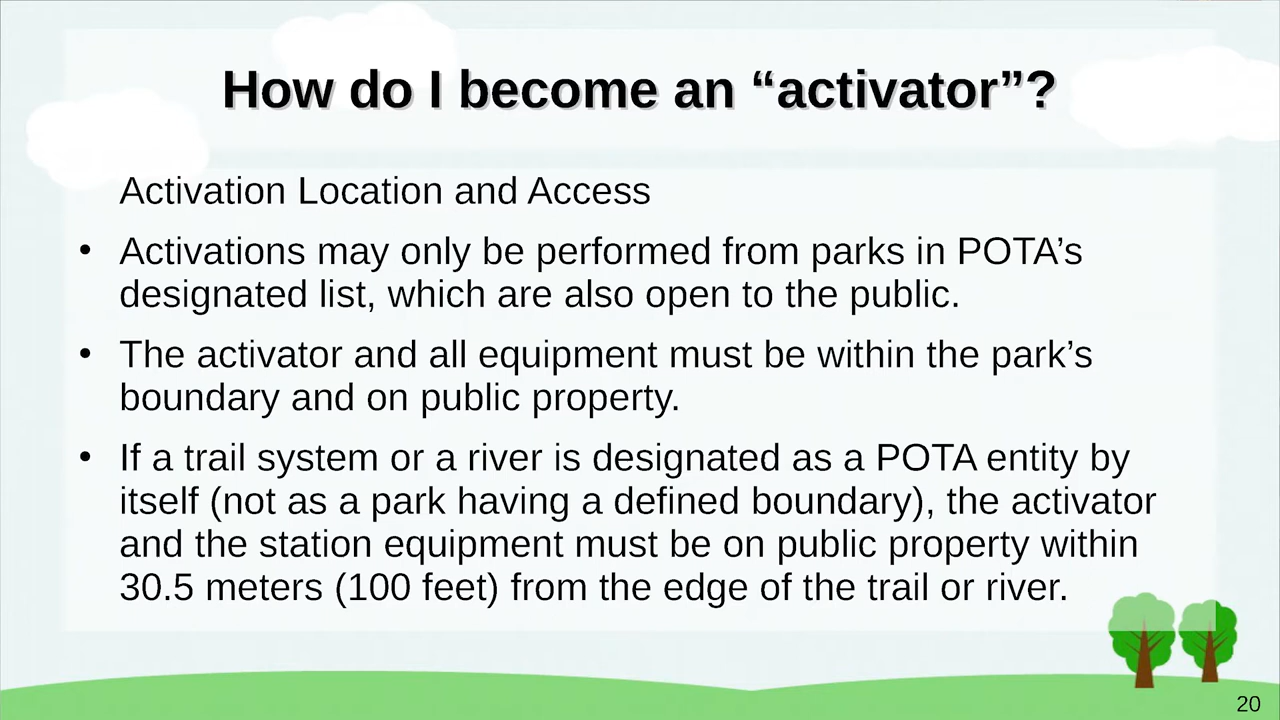 How do I become an “activator”?
Activation Location and Access
• Activations may only be performed from parks in POTA’s
designated list, which are also open to the public.
• The activator and all equipment must be within the park’s
boundary and on public property.
• If a trail system or a river is designated as a POTA entity by
itself (not as a park having a defined boundary), the activator
and the station equipment must be on public property within
30.5 meters (100 feet) from the edge of the trail or river.
20